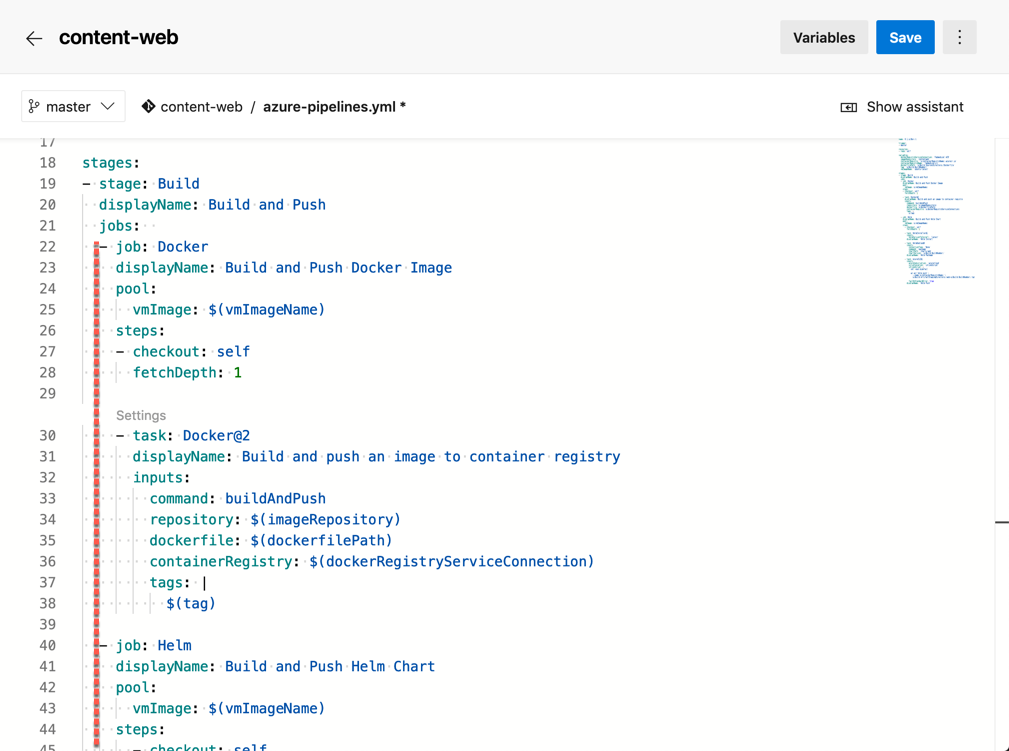 content-web
Variables
Save
master
content-web / azure-pipelines.yml *
Show assistant
17
18 stages:
19 - stage: Build
20 displayName: Build and Push
21 jobs:
22 - job: Docker
23 displayName: Build and Push Docker Image
24 pool:
25 vmImage: $(vmImageName)
26 steps:
27 - checkout: self
28 fetchDepth: 1
29
Settings
30 - task: Docker@2
31 displayName: Build and push an image to container registry
32 inputs:
33 command: buildAndPush
34 repository: $(imageRepository)
35 dockerfile: $(dockerfilePath)
36 containerRegistry: $(dockerRegistryServiceConnection)
37 tags: |
38 $(tag)
39
40 - job: Helm
41 displayName: Build and Push Helm Chart
42 pool:
43 vmImage: $(vmImageName)
44 steps:
45 - checkout: self